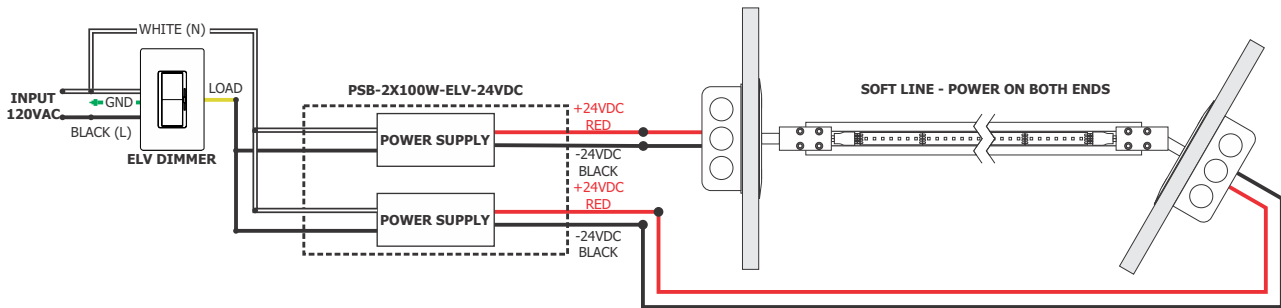 WHITE (N)
INPUT
120VAC
GND
BLACK (L)
LOAD
ELV DIMMER
PSB-2X100W-ELV-24VDC
POWER SUPPLY
+24VDC
RED
-24VDC
BLACK
POWER SUPPLY
+24VDC
RED
-24VDC
BLACK
SOFT LINE - POWER ON BOTH ENDS